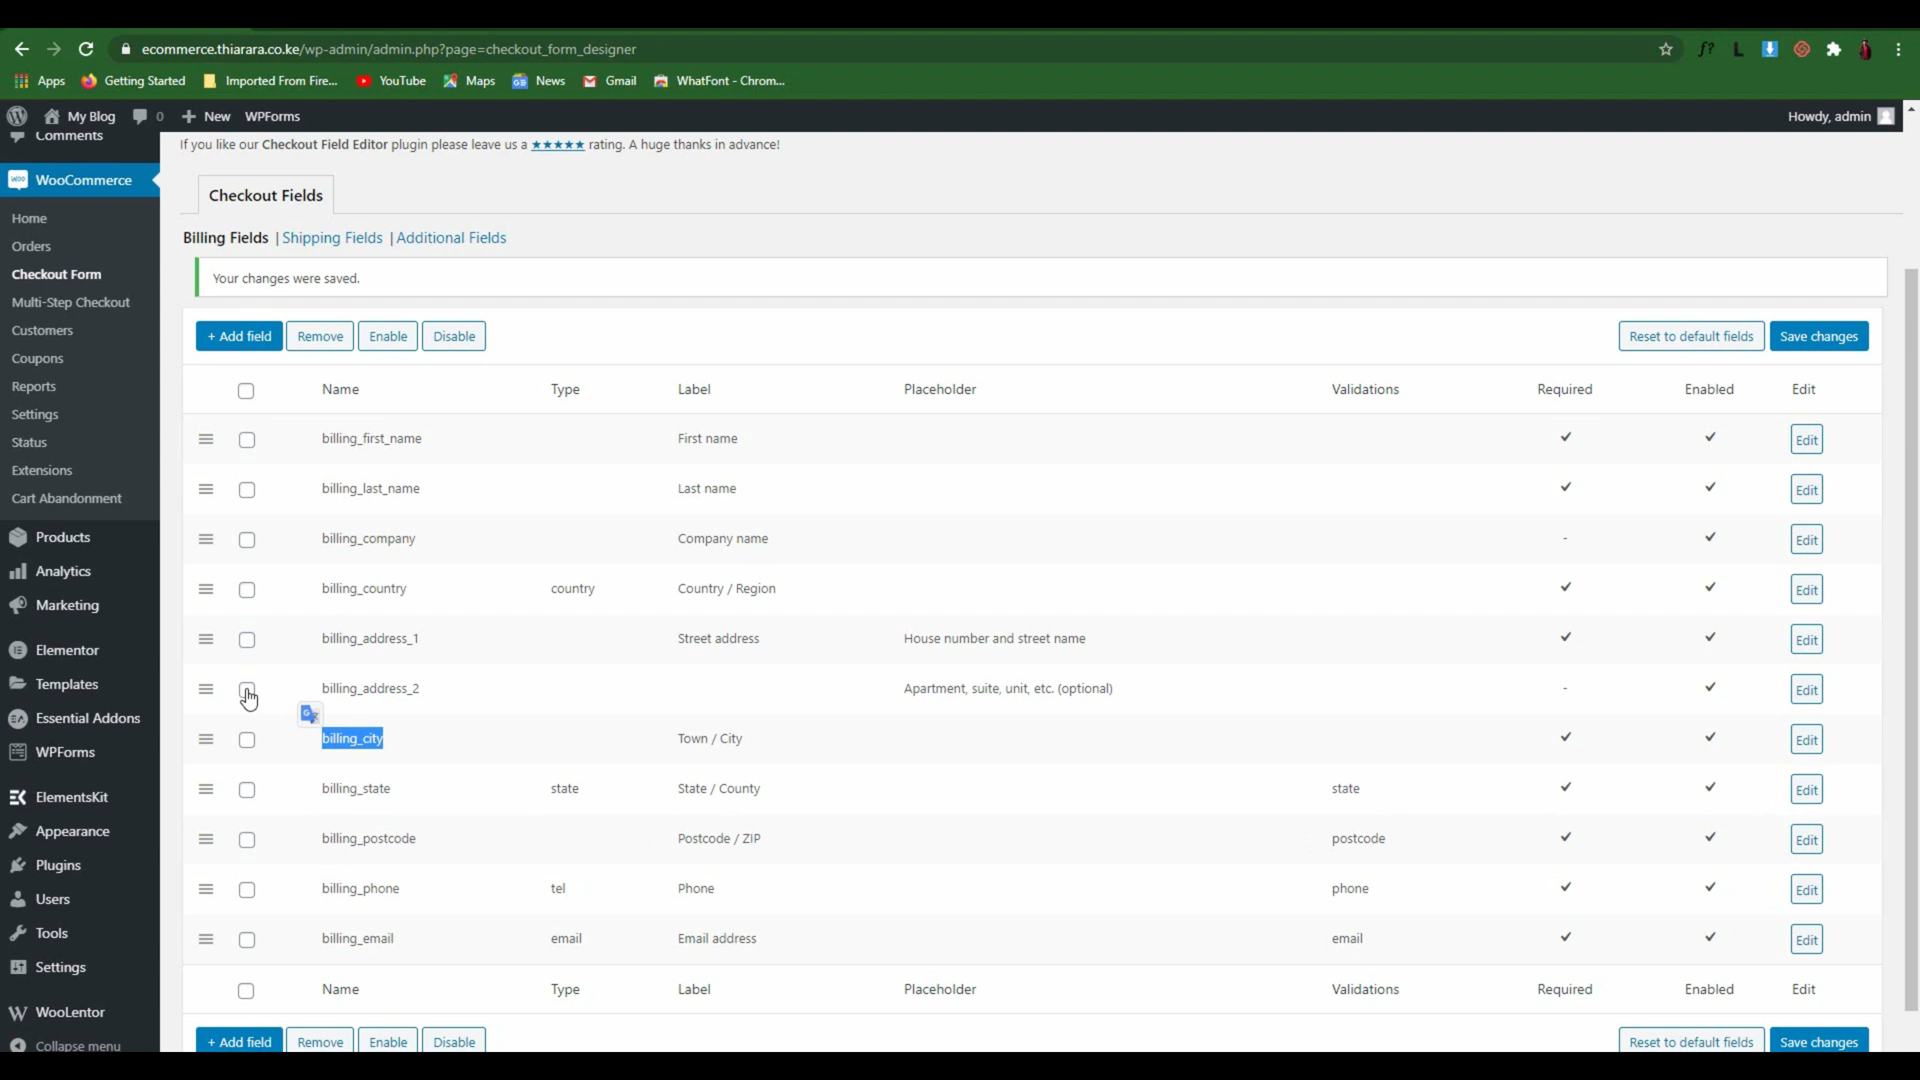 ecommerce.thiarara.co.ke/wp-admin/admin.php?page=checkout_form_designer
f?
L
Apps
Getting Started
Imported From Fire...
YouTube
Maps
News
Gmail
WhatFont - Chrom...
My Blog
0
New
WPForms
Howdy, admin
Comments
WooCommerce
Home
Orders
Checkout Form
Multi-Step Checkout
Customers
Coupons
Reports
Settings
Status
Extensions
Cart Abandonment
Products
Analytics
Marketing
Elementor
Templates
Essential Addons
WPForms
ElementsKit
Appearance
Plugins
Users
Tools
Settings
WooLentor
Collapse menu
If you like our Checkout Field Editor plugin please leave us a ★★★★★ rating. A huge thanks in advance!
Checkout Fields
Billing Fields | Shipping Fields | Additional Fields
Your changes were saved.
+ Add field Remove Enable Disable Reset to default fields Save changes
Name Type Label Placeholder Validations Required Enabled Edit
billing_first_name First name ✓ ✓ Edit
billing_last_name Last name ✓ ✓ Edit
billing_company Company name - ✓ Edit
billing_country country Country / Region ✓ ✓ Edit
billing_address_1 Street address House number and street name ✓ ✓ Edit
billing_address_2 Apartment, suite, unit, etc. (optional) - ✓ Edit
billing_city Town / City ✓ ✓ Edit
billing_state state State / County state ✓ ✓ Edit
billing_postcode Postcode / ZIP postcode ✓ ✓ Edit
billing_phone tel Phone phone ✓ ✓ Edit
billing_email email Email address email ✓ ✓ Edit
Name Type Label Placeholder Validations Required Enabled Edit
+ Add field Remove Enable Disable Reset to default fields Save changes